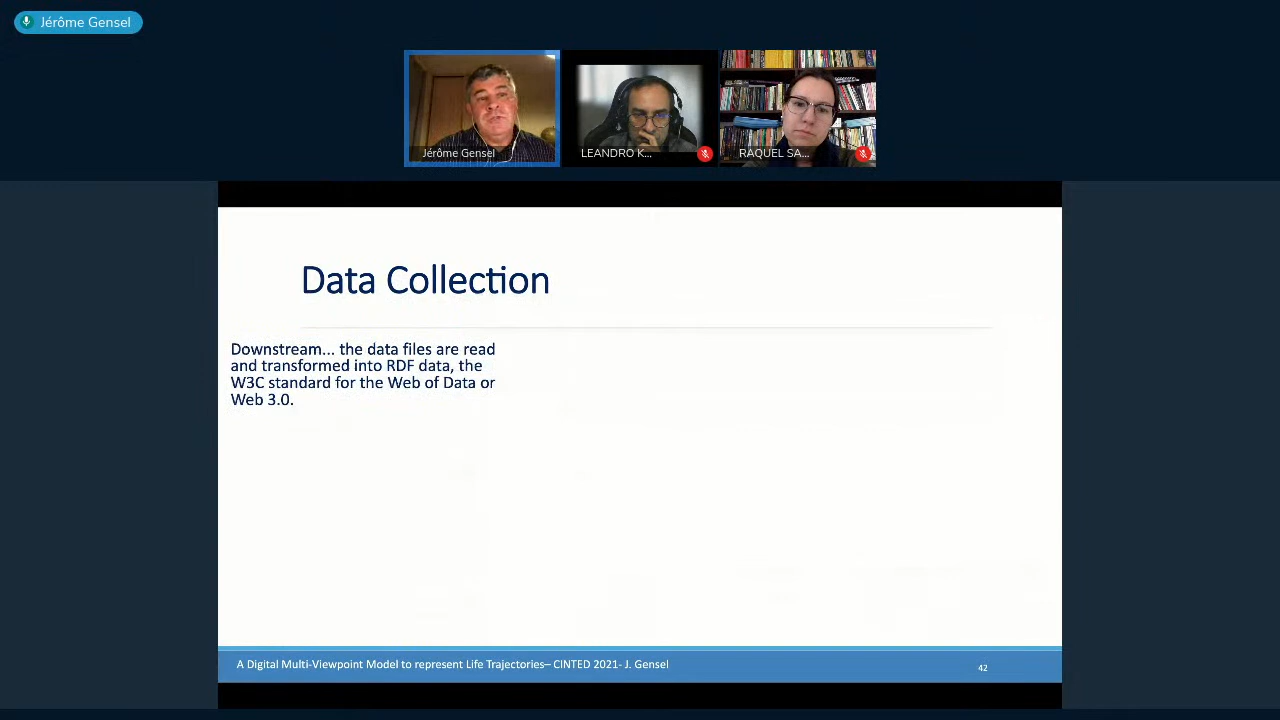 Jérôme Gensel
Jérôme Gensel
LEANDRO K...
RAQUEL SA...
Data Collection
Downstream... the data files are read
and transformed into RDF data, the
W3C standard for the Web of Data or
Web 3.0.
A Digital Multi-Viewpoint Model to represent Life Trajectories– CINTED 2021- J. Gensel
42